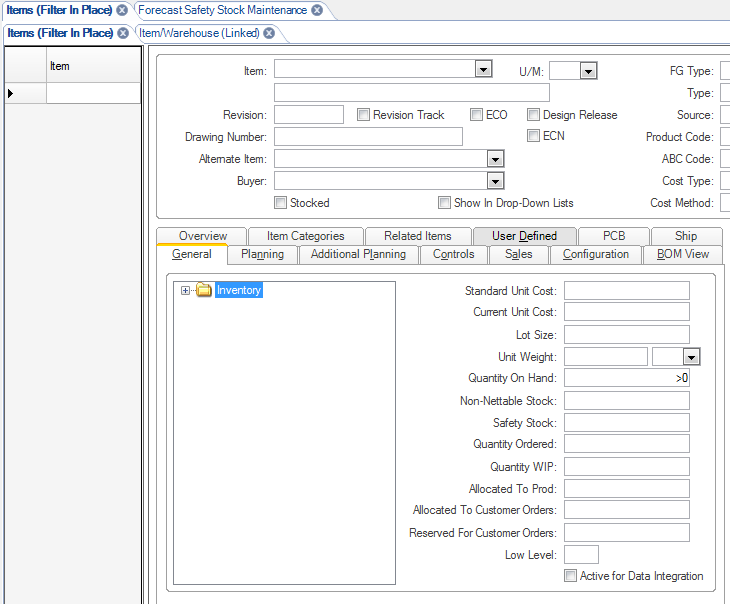 Items (Filter In Place) Forecast Safety Stock Maintenance
Items (Filter In Place) Item/Warehouse (Linked)
Item
Item: U/M: FG Type:
Type:
Revision: Revision Track ECO Design Release Source:
Drawing Number: ECN Product Code:
Alternate Item: ABC Code:
Buyer: Cost Type:
Stocked Show In Drop-Down Lists Cost Method:
Overview Item Categories Related Items User Defined PCB Ship
General Planning Additional Planning Controls Sales Configuration BOM View
Inventory
Standard Unit Cost:
Current Unit Cost:
Lot Size:
Unit Weight:
Quantity On Hand: >0
Non-Nettable Stock:
Safety Stock:
Quantity Ordered:
Quantity WIP:
Allocated To Prod:
Allocated To Customer Orders:
Reserved For Customer Orders:
Low Level:
Active for Data Integration